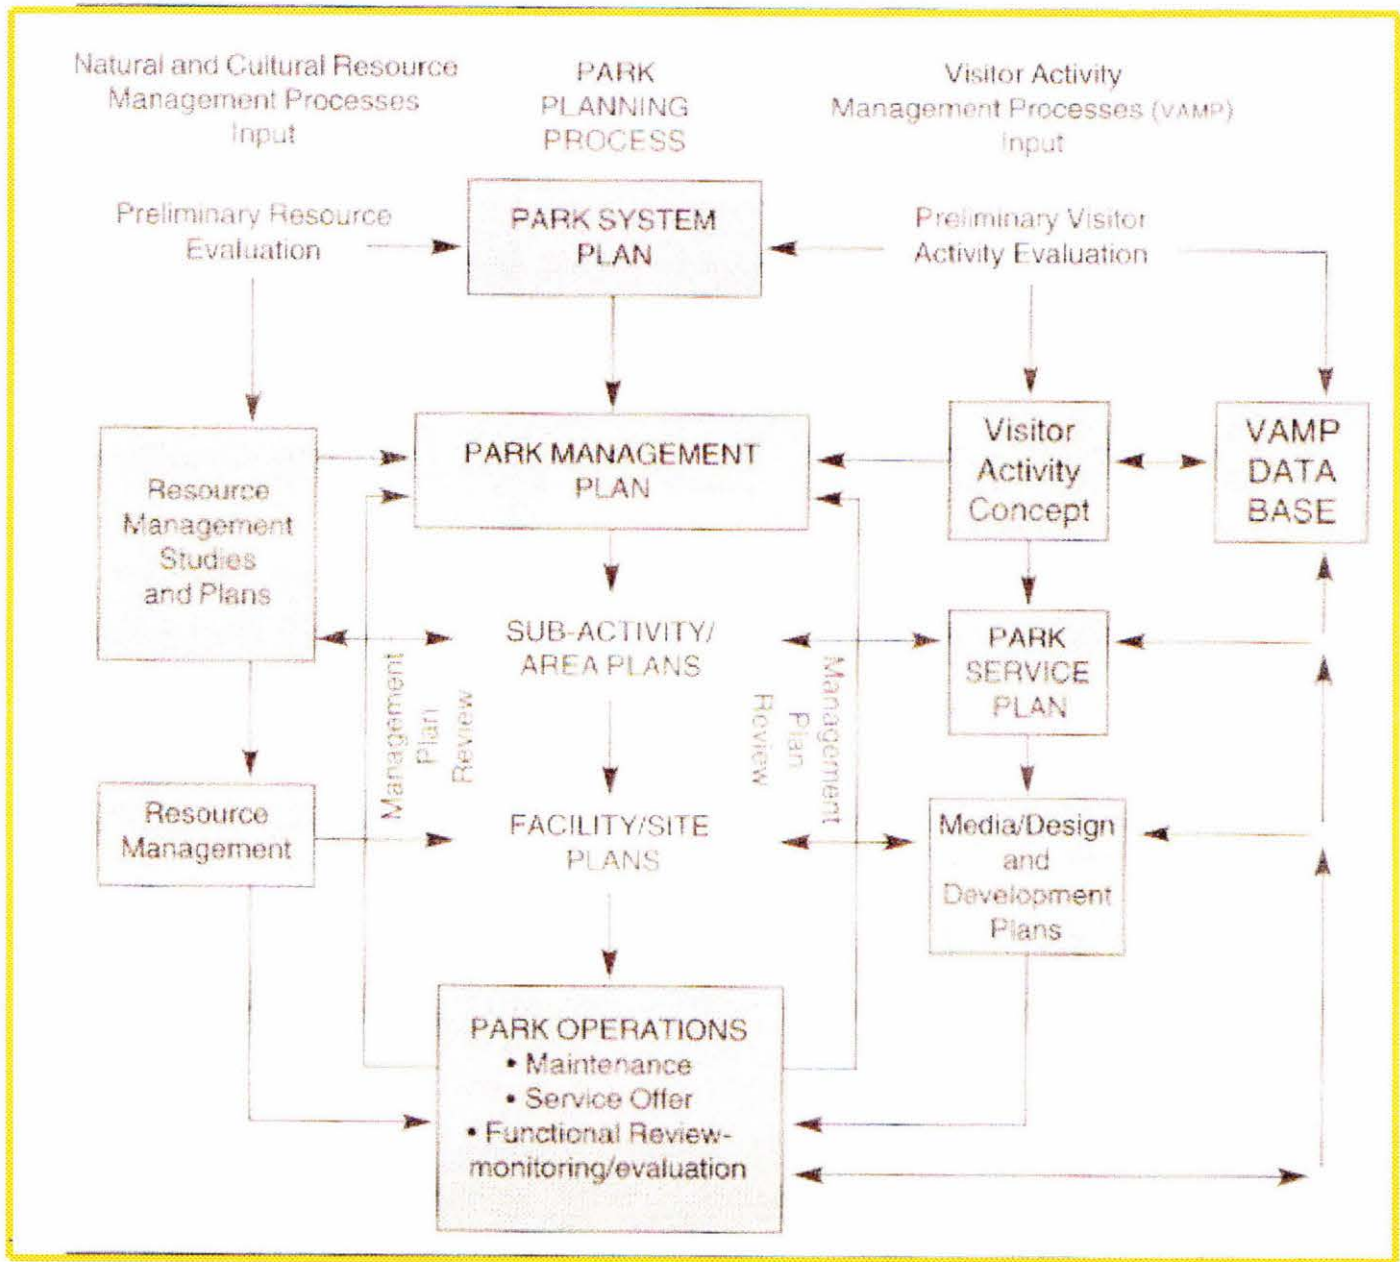 Natural and Cultural Resource
Management Processes
Input
PARK
PLANNING
PROCESS
Visitor Activity
Management Processes (VAMP)
Input
Preliminary Resource
Evaluation
PARK SYSTEM
PLAN
Preliminary Visitor
Activity Evaluation
Resource
Management
Studies
and Plans
PARK MANAGEMENT
PLAN
Visitor
Activity
Concept
VAMP
DATA
BASE
SUB-ACTIVITY/
AREA PLANS
PARK
SERVICE
PLAN
Management
Plan
Review
Management
Plan
Review
Resource
Management
FACILITY/SITE
PLANS
Media/Design
and
Development
Plans
PARK OPERATIONS
• Maintenance
• Service Offer
• Functional Review-
monitoring/evaluation